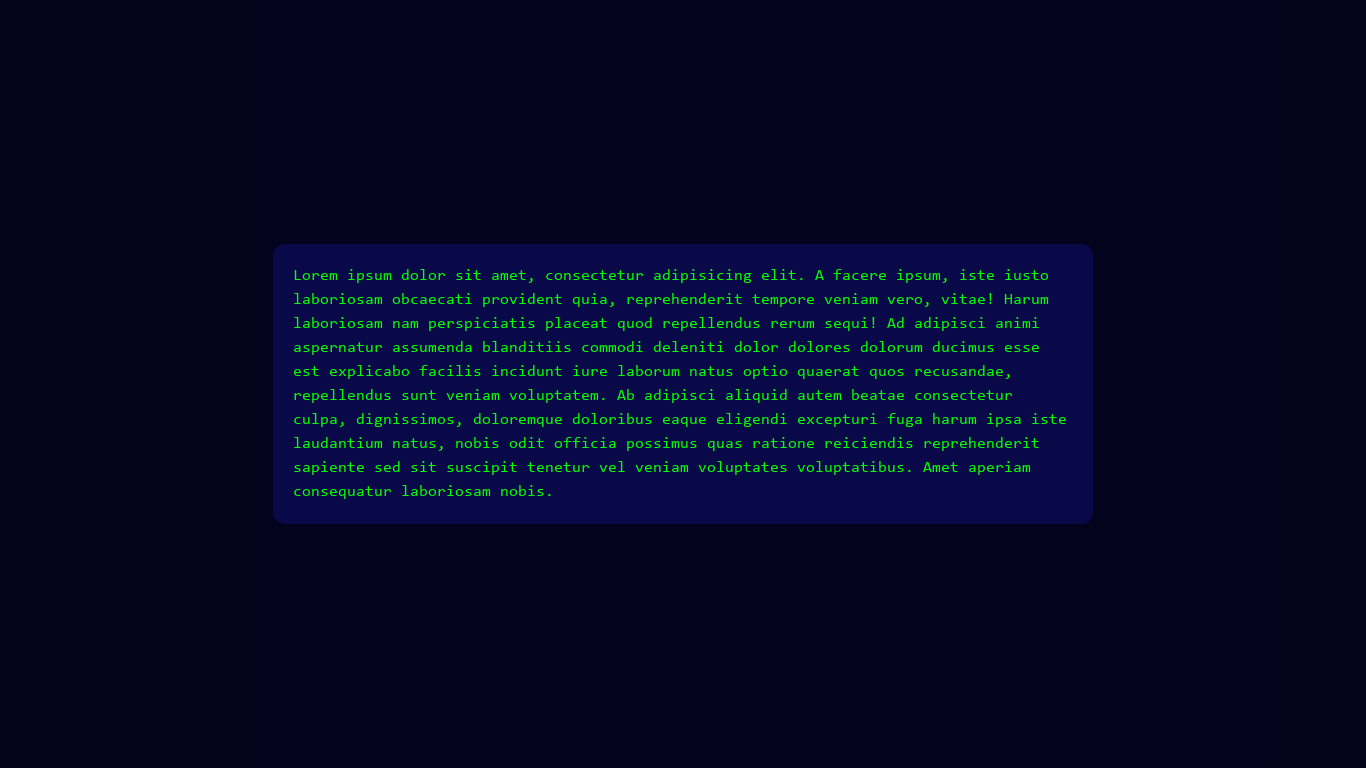 Lorem ipsum dolor sit amet, consectetur adipisicing elit. A facere ipsum, iste iusto
laboriosam obcaecati provident quia, reprehenderit tempore veniam vero, vitae! Harum
laboriosam nam perspiciatis placeat quod repellendus rerum sequi! Ad adipisci animi
aspernatur assumenda blanditiis commodi deleniti dolor dolores dolorum ducimus esse
est explicabo facilis incidunt iure laborum natus optio quaerat quos recusandae,
repellendus sunt veniam voluptatem. Ab adipisci aliquid autem beatae consectetur
culpa, dignissimos, doloremque doloribus eaque eligendi excepturi fuga harum ipsa iste
laudantium natus, nobis odit officia possimus quas ratione reiciendis reprehenderit
sapiente sed sit suscipit tenetur vel veniam voluptates voluptatibus. Amet aperiam
consequatur laboriosam nobis.